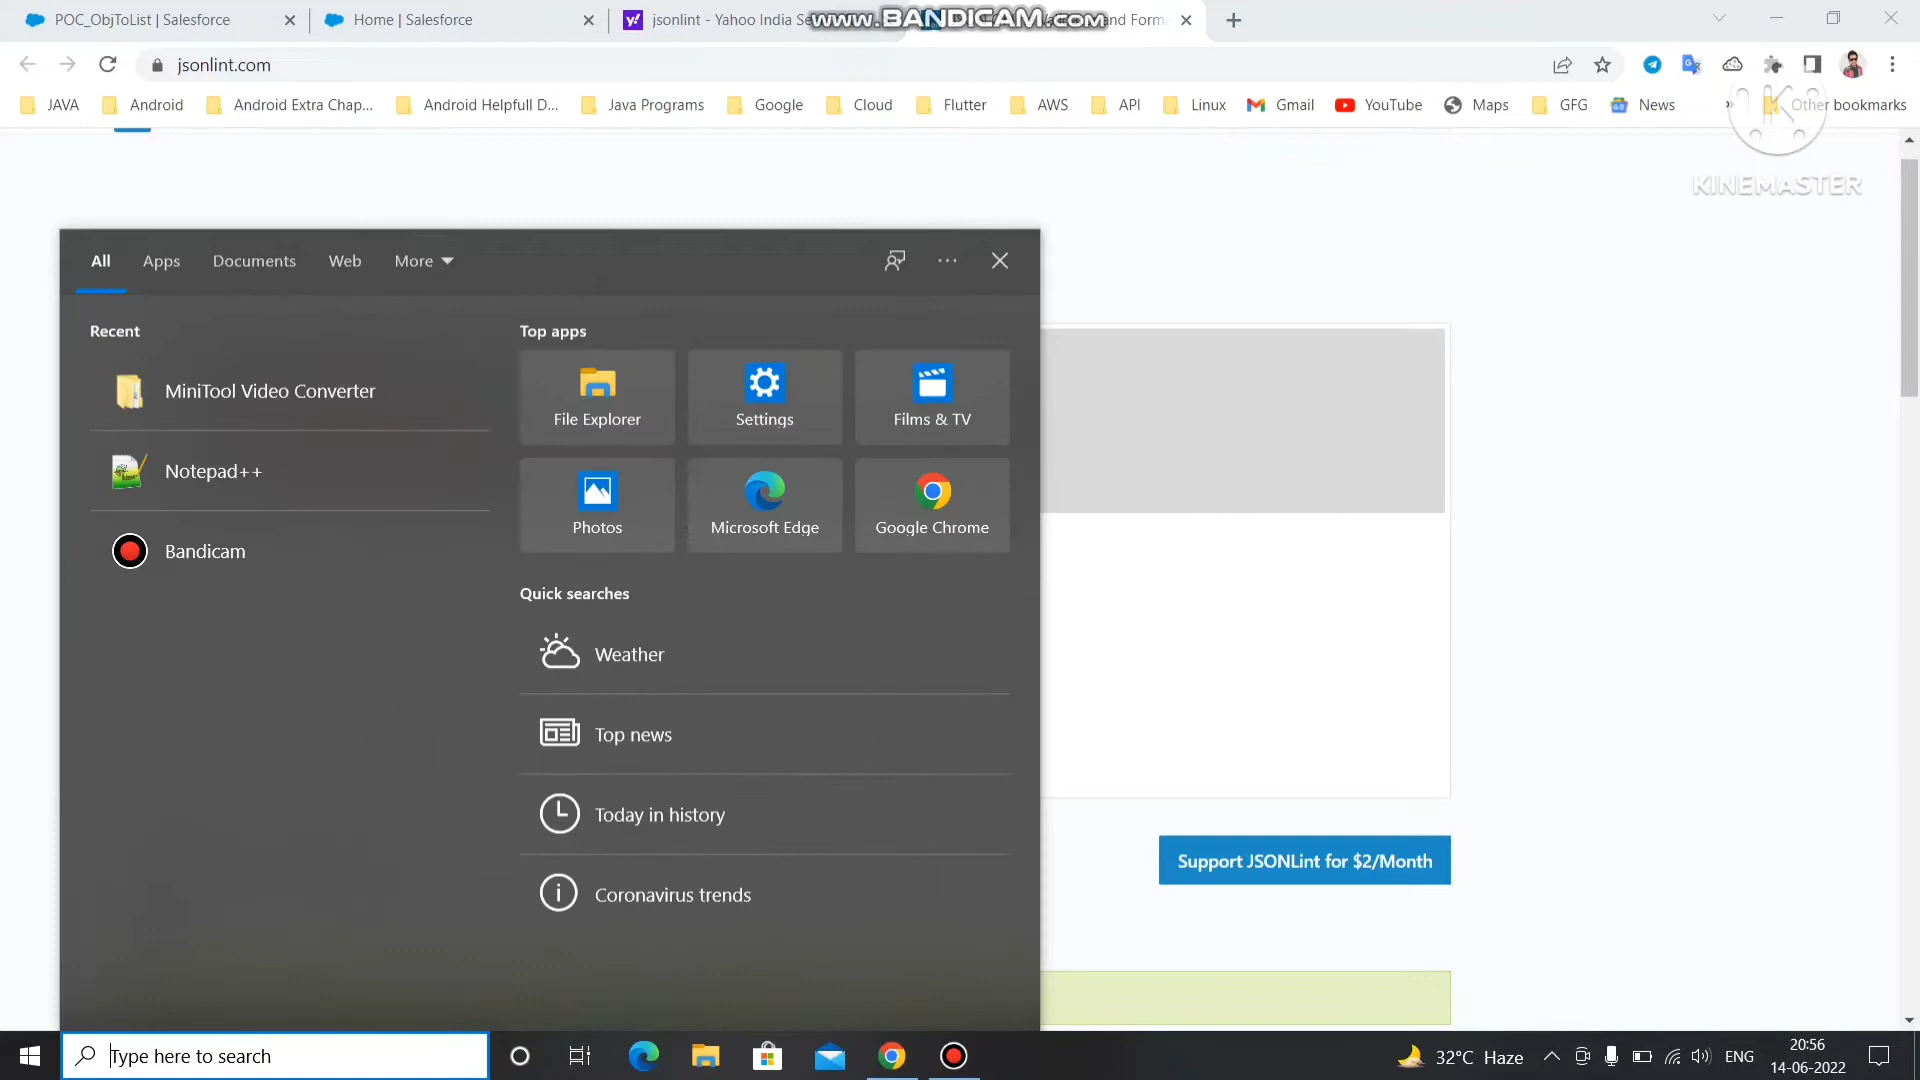 POC_ObjToList | Salesforce
Home | Salesforce
jsonlint - Yahoo India Se
and Form
www.BANDICAM.com
jsonlint.com
JAVA
Android
Android Extra Chap...
Android Helpfull D...
Java Programs
Google
Cloud
Flutter
AWS
API
Linux
Gmail
YouTube
Maps
GFG
News
»
Other bookmarks
K
KINEMASTER
All
Apps
Documents
Web
More
Recent
MiniTool Video Converter
Notepad++
Bandicam
Top apps
File Explorer
Settings
Films & TV
Photos
Microsoft Edge
Google Chrome
Quick searches
Weather
Top news
Today in history
Coronavirus trends
Support JSONLint for $2/Month
Type here to search
32°C Haze
ENG
20:56
14-06-2022